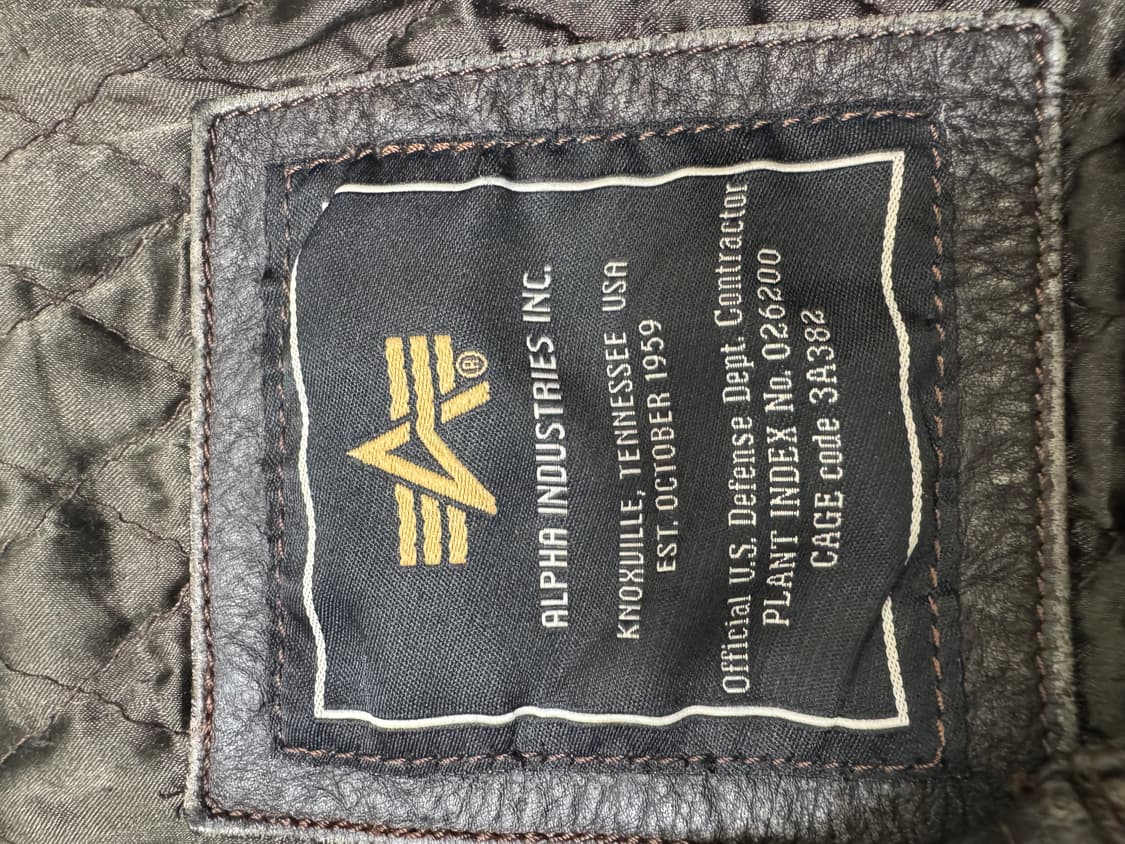 ®
ALPHA INDUSTRIES INC.
KNOXVILLE, TENNESSEE USA
EST. OCTOBER 1959
Official U.S. Defense Dept. Contractor
PLANT INDEX No. 026200
CAGE code 3A382